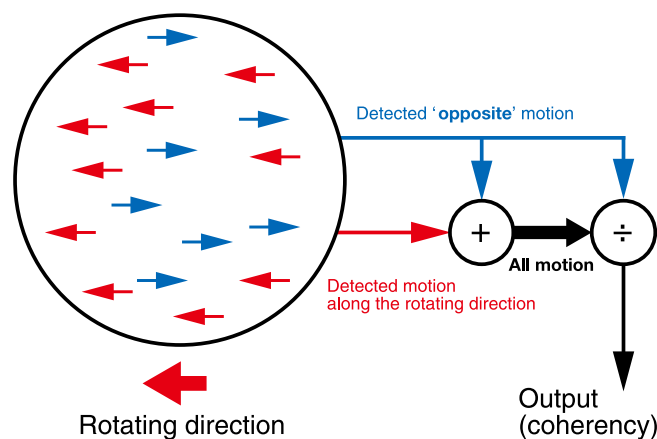 Detected ‘opposite’ motion
+
÷
All motion
Detected motion
along the rotating direction
Rotating direction
Output
(coherency)